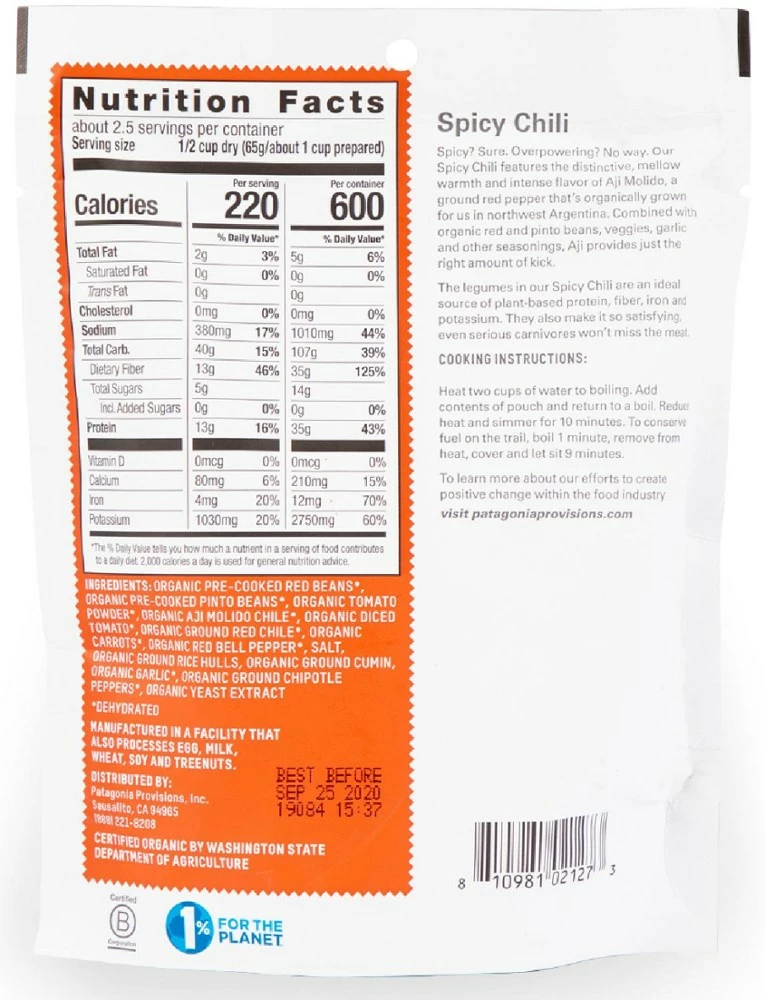 Nutrition Facts
about 2.5 servings per container
Serving size 1/2 cup dry (65g/about 1 cup prepared)
Per serving Per container
Calories 220 600
% Daily Value* % Daily Value*
Total Fat 2g 3% 5g 6%
Saturated Fat 0g 0% 0g 0%
Trans Fat 0g 0g
Cholesterol 0mg 0% 0mg 0%
Sodium 380mg 17% 1010mg 44%
Total Carb. 40g 15% 107g 39%
Dietary Fiber 13g 46% 35g 125%
Total Sugars 5g 14g
Incl. Added Sugars 0g 0% 0g 0%
Protein 13g 16% 35g 43%
Vitamin D 0mcg 0% 0mcg 0%
Calcium 80mg 6% 210mg 15%
Iron 4mg 20% 12mg 70%
Potassium 1030mg 20% 2750mg 60%
*The % Daily Value tells you how much a nutrient in a serving of food contributes
to a daily diet. 2,000 calories a day is used for general nutrition advice.
INGREDIENTS: ORGANIC PRE-COOKED RED BEANS*,
ORGANIC PRE-COOKED PINTO BEANS*, ORGANIC TOMATO
POWDER*, ORGANIC AJI MOLIDO CHILE*, ORGANIC DICED
TOMATO*, ORGANIC GROUND RED CHILE*, ORGANIC
CARROTS*, ORGANIC RED BELL PEPPER*, SALT,
ORGANIC GROUND RICE HULLS, ORGANIC GROUND CUMIN,
ORGANIC GARLIC*, ORGANIC GROUND CHIPOTLE
PEPPERS*, ORGANIC YEAST EXTRACT
*DEHYDRATED
MANUFACTURED IN A FACILITY THAT
ALSO PROCESSES EGG, MILK,
WHEAT, SOY AND TREENUTS.
DISTRIBUTED BY:
Patagonia Provisions, Inc.
Sausalito, CA 94965
(888) 221-8208
BEST BEFORE
SEP 25 2020
19084 15:37
CERTIFIED ORGANIC BY WASHINGTON STATE
DEPARTMENT OF AGRICULTURE
Certified
B
Corporation
1% FOR THE
PLANET
Spicy Chili
Spicy? Sure. Overpowering? No way. Our
Spicy Chili features the distinctive, mellow
warmth and intense flavor of Aji Molido, a
ground red pepper that's organically grown
for us in northwest Argentina. Combined with
organic red and pinto beans, veggies, garlic
and other seasonings, Aji provides just the
right amount of kick.
The legumes in our Spicy Chili are an ideal
source of plant-based protein, fiber, iron and
potassium. They also make it so satisfying,
even serious carnivores won't miss the meat.
COOKING INSTRUCTIONS:
Heat two cups of water to boiling. Add
contents of pouch and return to a boil. Reduce
heat and simmer for 10 minutes. To conserve
fuel on the trail, boil 1 minute, remove from
heat, cover and let sit 9 minutes.
To learn more about our efforts to create
positive change within the food industry
visit patagoniaprovisions.com
8 10981 02127 3